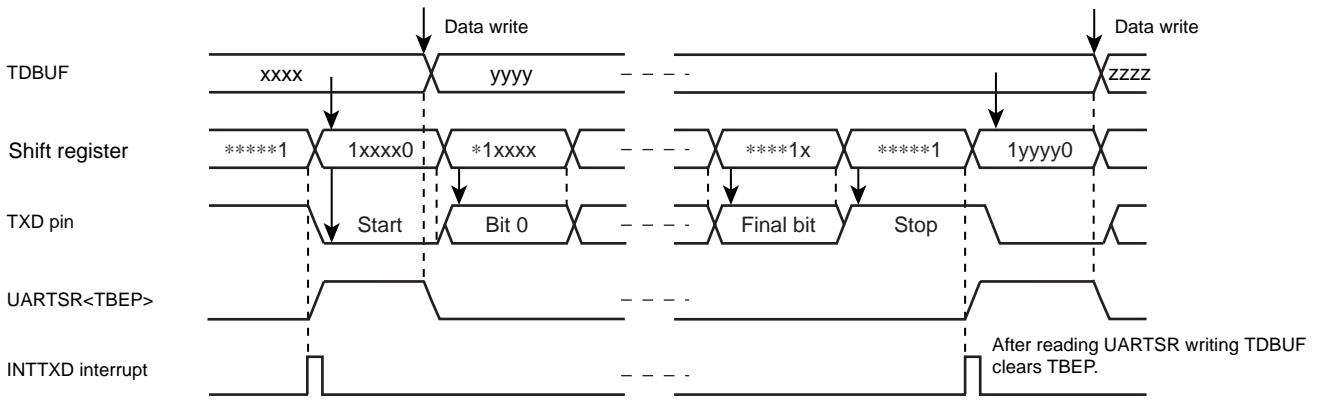 Data write Data write
TDBUF xxxx yyyy zzzz
Shift register *****1 1xxxx0 *1xxxx ****1x *****1 1yyyy0
TXD pin Start Bit 0 Final bit Stop
UARTSR<TBEP>
After reading UARTSR writing TDBUF
INTTXD interrupt clears TBEP.